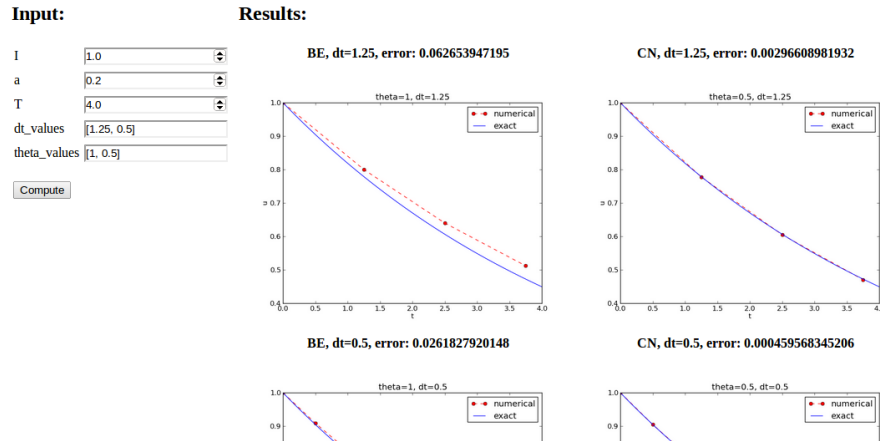 Input:
I 1.0
a 0.2
T 4.0
dt_values [1.25, 0.5]
theta_values [1, 0.5]
Compute
Results:
BE, dt=1.25, error: 0.062653947195
theta=1, dt=1.25
numerical
exact
1.0
0.9
0.8
0.7
0.6
0.5
0.4
u
0.0 0.5 1.0 1.5 2.0 2.5 3.0 3.5 4.0
t
CN, dt=1.25, error: 0.00296608981932
theta=0.5, dt=1.25
numerical
exact
1.0
0.9
0.8
0.7
0.6
0.5
0.4
u
0.0 0.5 1.0 1.5 2.0 2.5 3.0 3.5 4.
t
BE, dt=0.5, error: 0.0261827920148
theta=1, dt=0.5
numerical
exact
1.0
0.9
CN, dt=0.5, error: 0.000459568345206
theta=0.5, dt=0.5
numerical
exact
1.0
0.9